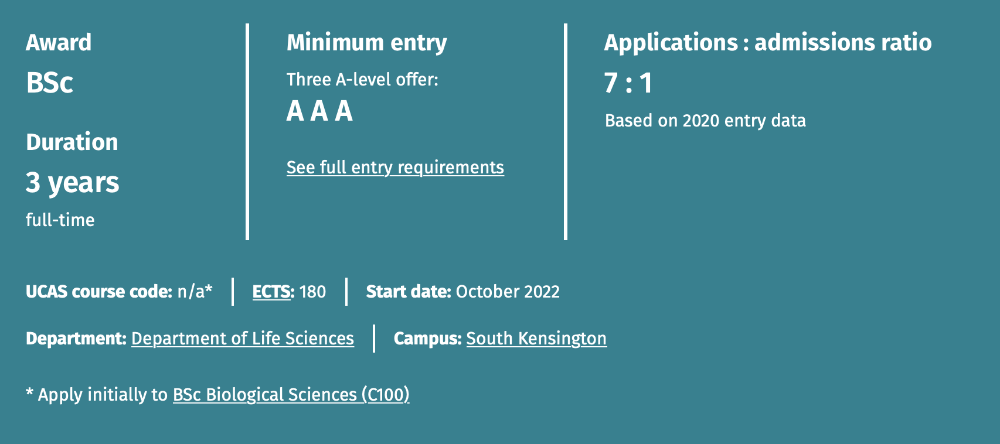 Award
BSc
Duration
3 years
full-time
Minimum entry
Three A-level offer:
A A A
See full entry requirements
Applications : admissions ratio
7 : 1
Based on 2020 entry data
UCAS course code: n/a*
ECTS: 180
Start date: October 2022
Department: Department of Life Sciences
Campus: South Kensington
* Apply initially to BSc Biological Sciences (C100)